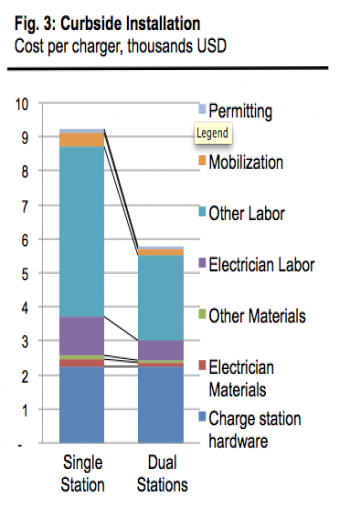 Fig. 3: Curbside Installation
Cost per charger, thousands USD
10
9
8
7
6
5
4
3
2
1
-
Permitting
Legend
Mobilization
Other Labor
Electrician Labor
Other Materials
Electrician
Materials
Charge station
hardware
Single
Station
Dual
Stations